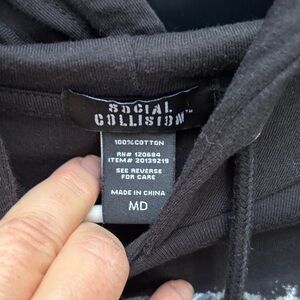 SOCIAL
COLLISION™
100% COTTON
RN# 120684
ITEM# 20139219
SEE REVERSE
FOR CARE
MADE IN CHINA
MD